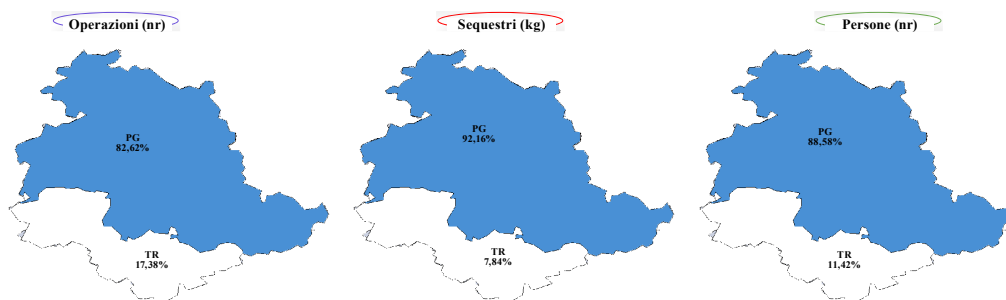 Operazioni (nr)
Sequestri (kg)
Persone (nr)
PG
82,62%
TR
17,38%
PG
92,16%
TR
7,84%
PG
88,58%
TR
11,42%